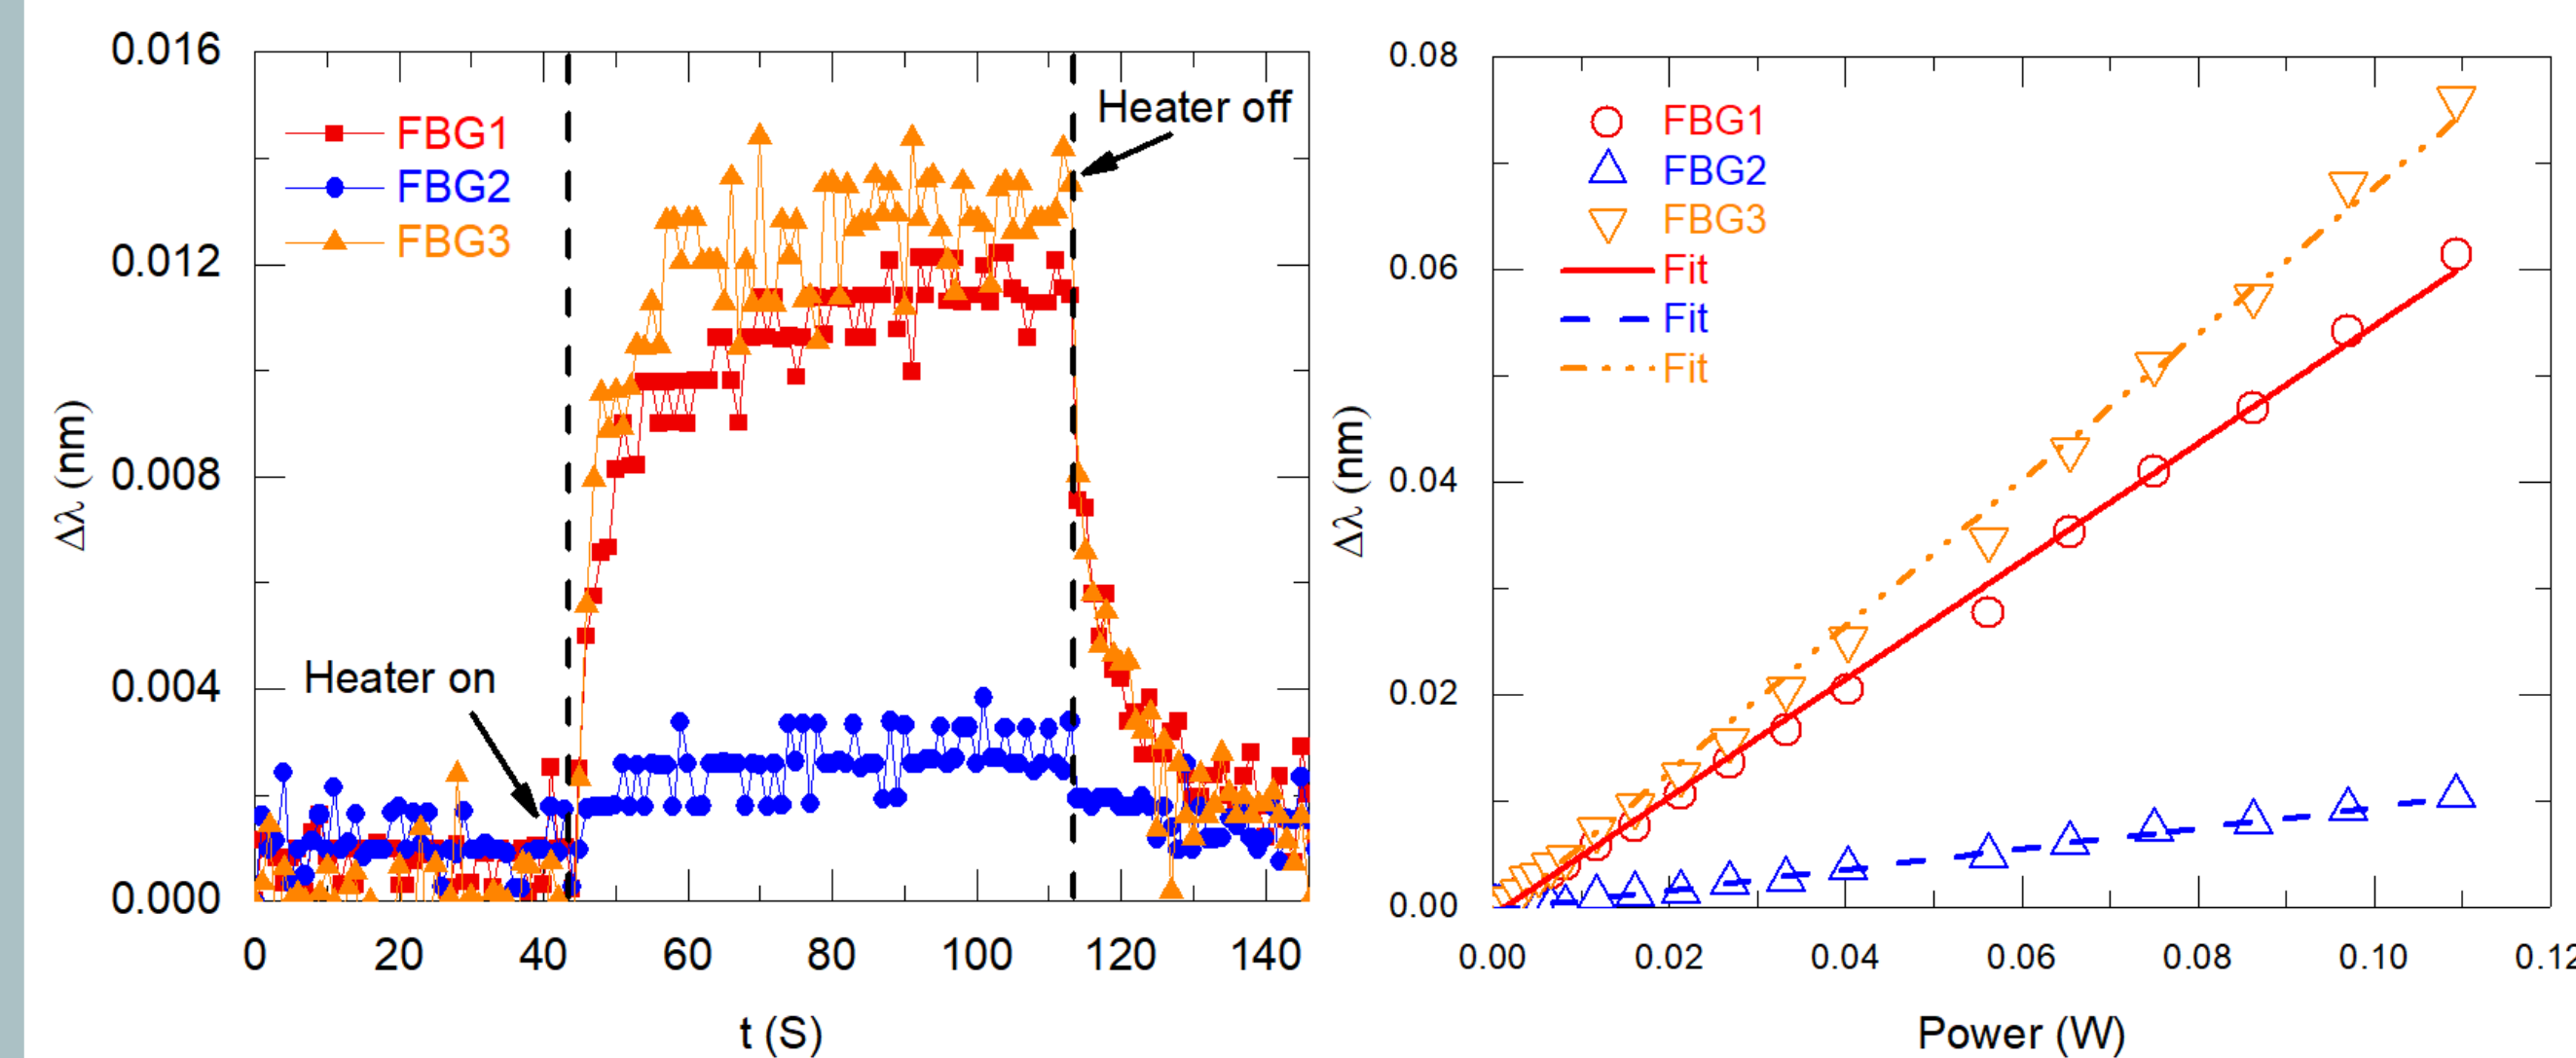 0.016
0.012
0.008
0.004
0.000
Δλ (nm)
FBG1
FBG2
FBG3
Heater on
Heater off
0 20 40 60 80 100 120 140
t (S)
0.08
0.06
0.04
0.02
0.00
Δλ (nm)
FBG1
FBG2
FBG3
Fit
Fit
Fit
0.00 0.02 0.04 0.06 0.08 0.10 0.12
Power (W)